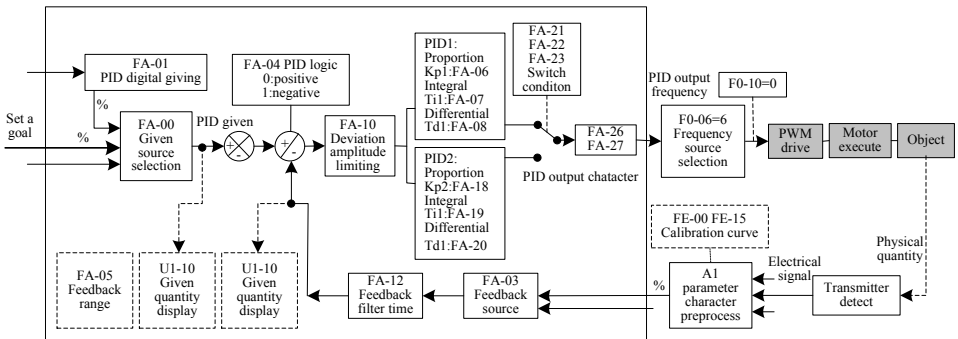 FA-01
PID digital giving
FA-04 PID logic
0:positive
1:negative
PID1:
Proportion
Kp1:FA-06
Integral
Ti1:FA-07
Differential
Td1:FA-08
FA-21
FA-22
FA-23
Switch
conditon
PID output
frequency
F0-10=0
Set a
goal
%
%
FA-00
Given
source
selection
PID given
+
-
+
-
FA-10
Deviation
amplitude
limiting
FA-26
FA-27
F0-06=6
Frequency
source
selection
PWM
drive
Motor
execute
Object
PID2:
Proportion
Kp2:FA-18
Integral
Ti1:FA-19
Differential
Td1:FA-20
PID output chatacter
FE-00 FE-15
Calibration curve
Physical
quantity
FA-05
Feedback
range
U1-10
Given
quantity
display
U1-10
Given
quantity
display
FA-12
Feedback
filter time
FA-03
Feedback
source
%
A1
parameter
character
preprocess
Electrical
signal
Transmitter
detect